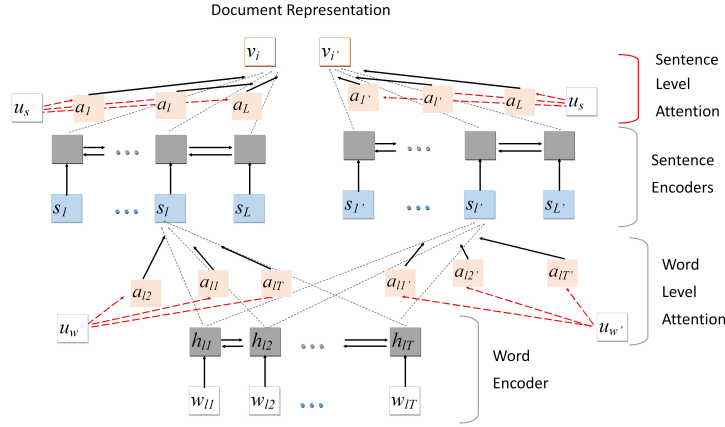 Document Representation
v_i v_i'
Sentence
Level
Attention
u_s a_1 a_l a_L a_1' a_l' a_L u_s
Sentence
Encoders
s_1 s_l s_L s_1' s_l' s_L'
Word
Level
Attention
a_l2 a_l1 a_lT a_l1' a_l2' a_lT'
u_w u_w'
h_l1 h_l2 h_lT
Word
Encoder
w_l1 w_l2 w_lT